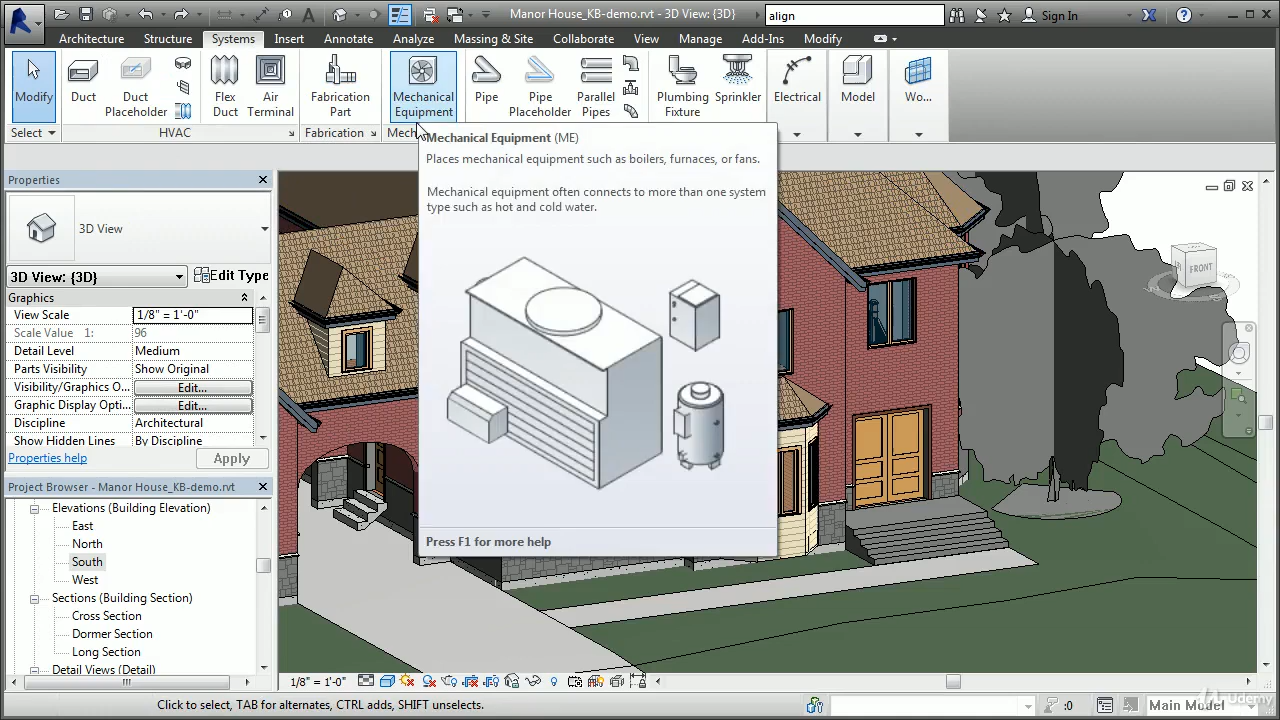 Manor House_KB-demo.rvt - 3D View: {3D}
align
Sign In
Architecture Structure Systems Insert Annotate Analyze Massing & Site Collaborate View Manage Add-Ins Modify
Modify
Duct
Duct Placeholder
Flex Duct
Air Terminal
Fabrication Part
Mechanical Equipment
Pipe
Pipe Placeholder
Parallel Pipes
Plumbing Fixture
Sprinkler
Electrical
Model
Wo...
Select
HVAC
Fabrication
Mech
Mechanical Equipment (ME)
Places mechanical equipment such as boilers, furnaces, or fans.
Mechanical equipment often connects to more than one system
type such as hot and cold water.
Press F1 for more help
FRONT
Properties
3D View
3D View: {3D}
Edit Type
Graphics
View Scale 1/8" = 1'-0"
Scale Value 1: 96
Detail Level Medium
Parts Visibility Show Original
Visibility/Graphics O... Edit...
Graphic Display Opti... Edit...
Discipline Architectural
Show Hidden Lines By Discipline
Properties help
Apply
Project Browser - Manor House_KB-demo.rvt
Elevations (Building Elevation)
East
North
South
West
Sections (Building Section)
Cross Section
Dormer Section
Long Section
Detail Views (Detail)
1/8" = 1'-0"
Click to select, TAB for alternates, CTRL adds, SHIFT unselects.
:0
Main Model
Udemy